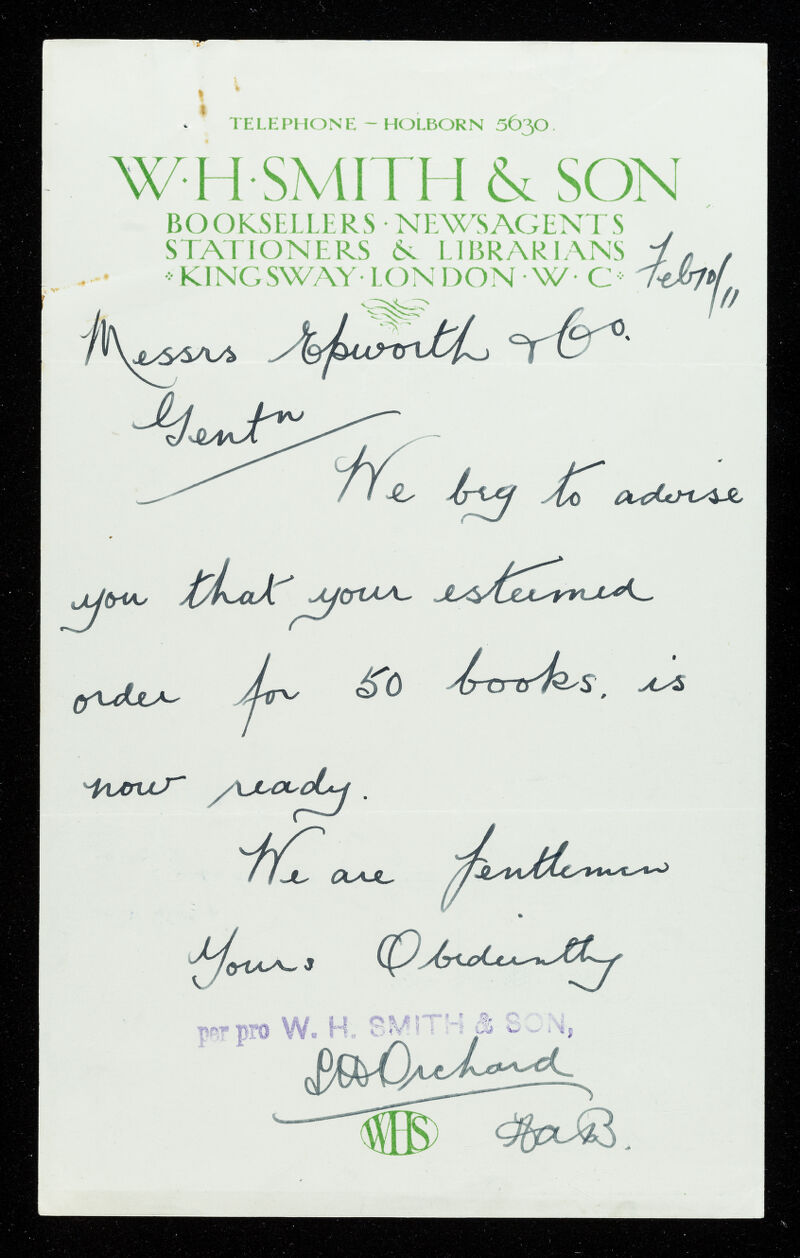 TELEPHONE – HOLBORN 5630.
W·H·SMITH & SON
BOOKSELLERS · NEWSAGENTS
STATIONERS & LIBRARIANS
KINGSWAY · LONDON · W · C
Feb 10/11
Messrs Epworth & Co.
Gentn
We beg to advise
you that your esteemed
order for 50 books. is
now ready.
We are Gentlemen
Yours Obediently
per pro W. H. SMITH & SON,
Orchard
WHS